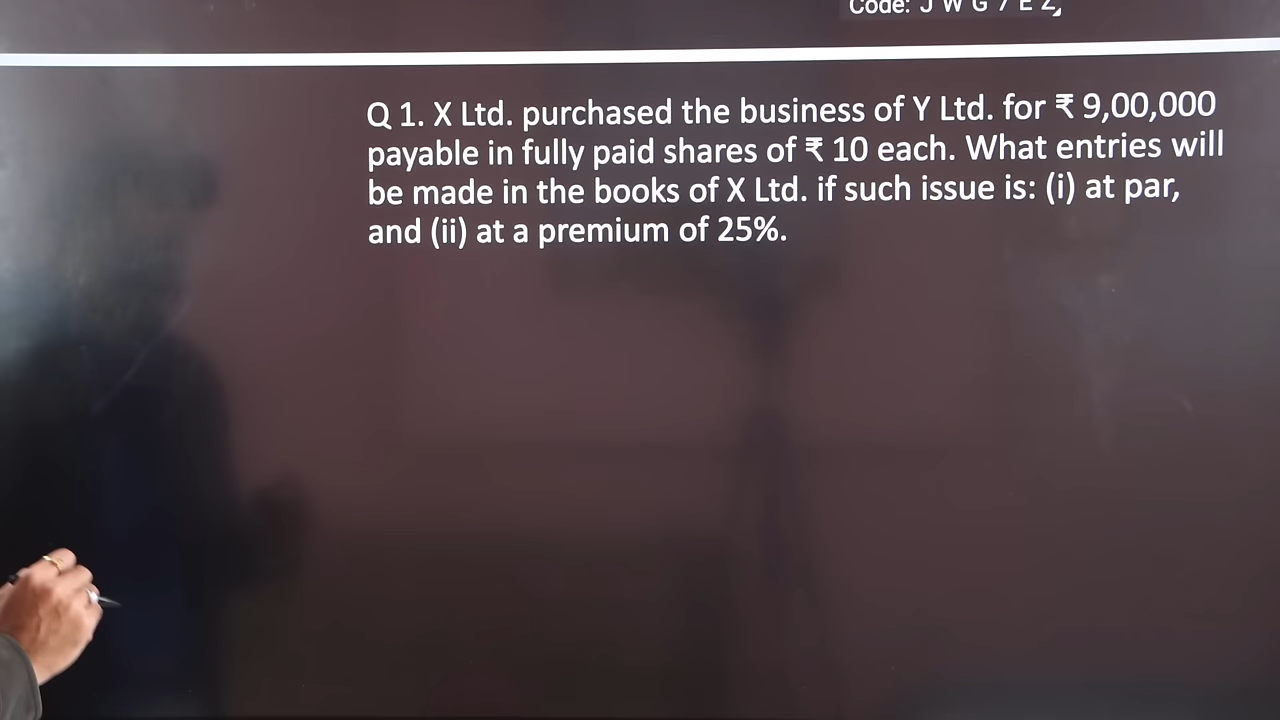 Code: J W G 7 E Z
Q 1. X Ltd. purchased the business of Y Ltd. for ₹ 9,00,000
payable in fully paid shares of ₹ 10 each. What entries will
be made in the books of X Ltd. if such issue is: (i) at par,
and (ii) at a premium of 25%.